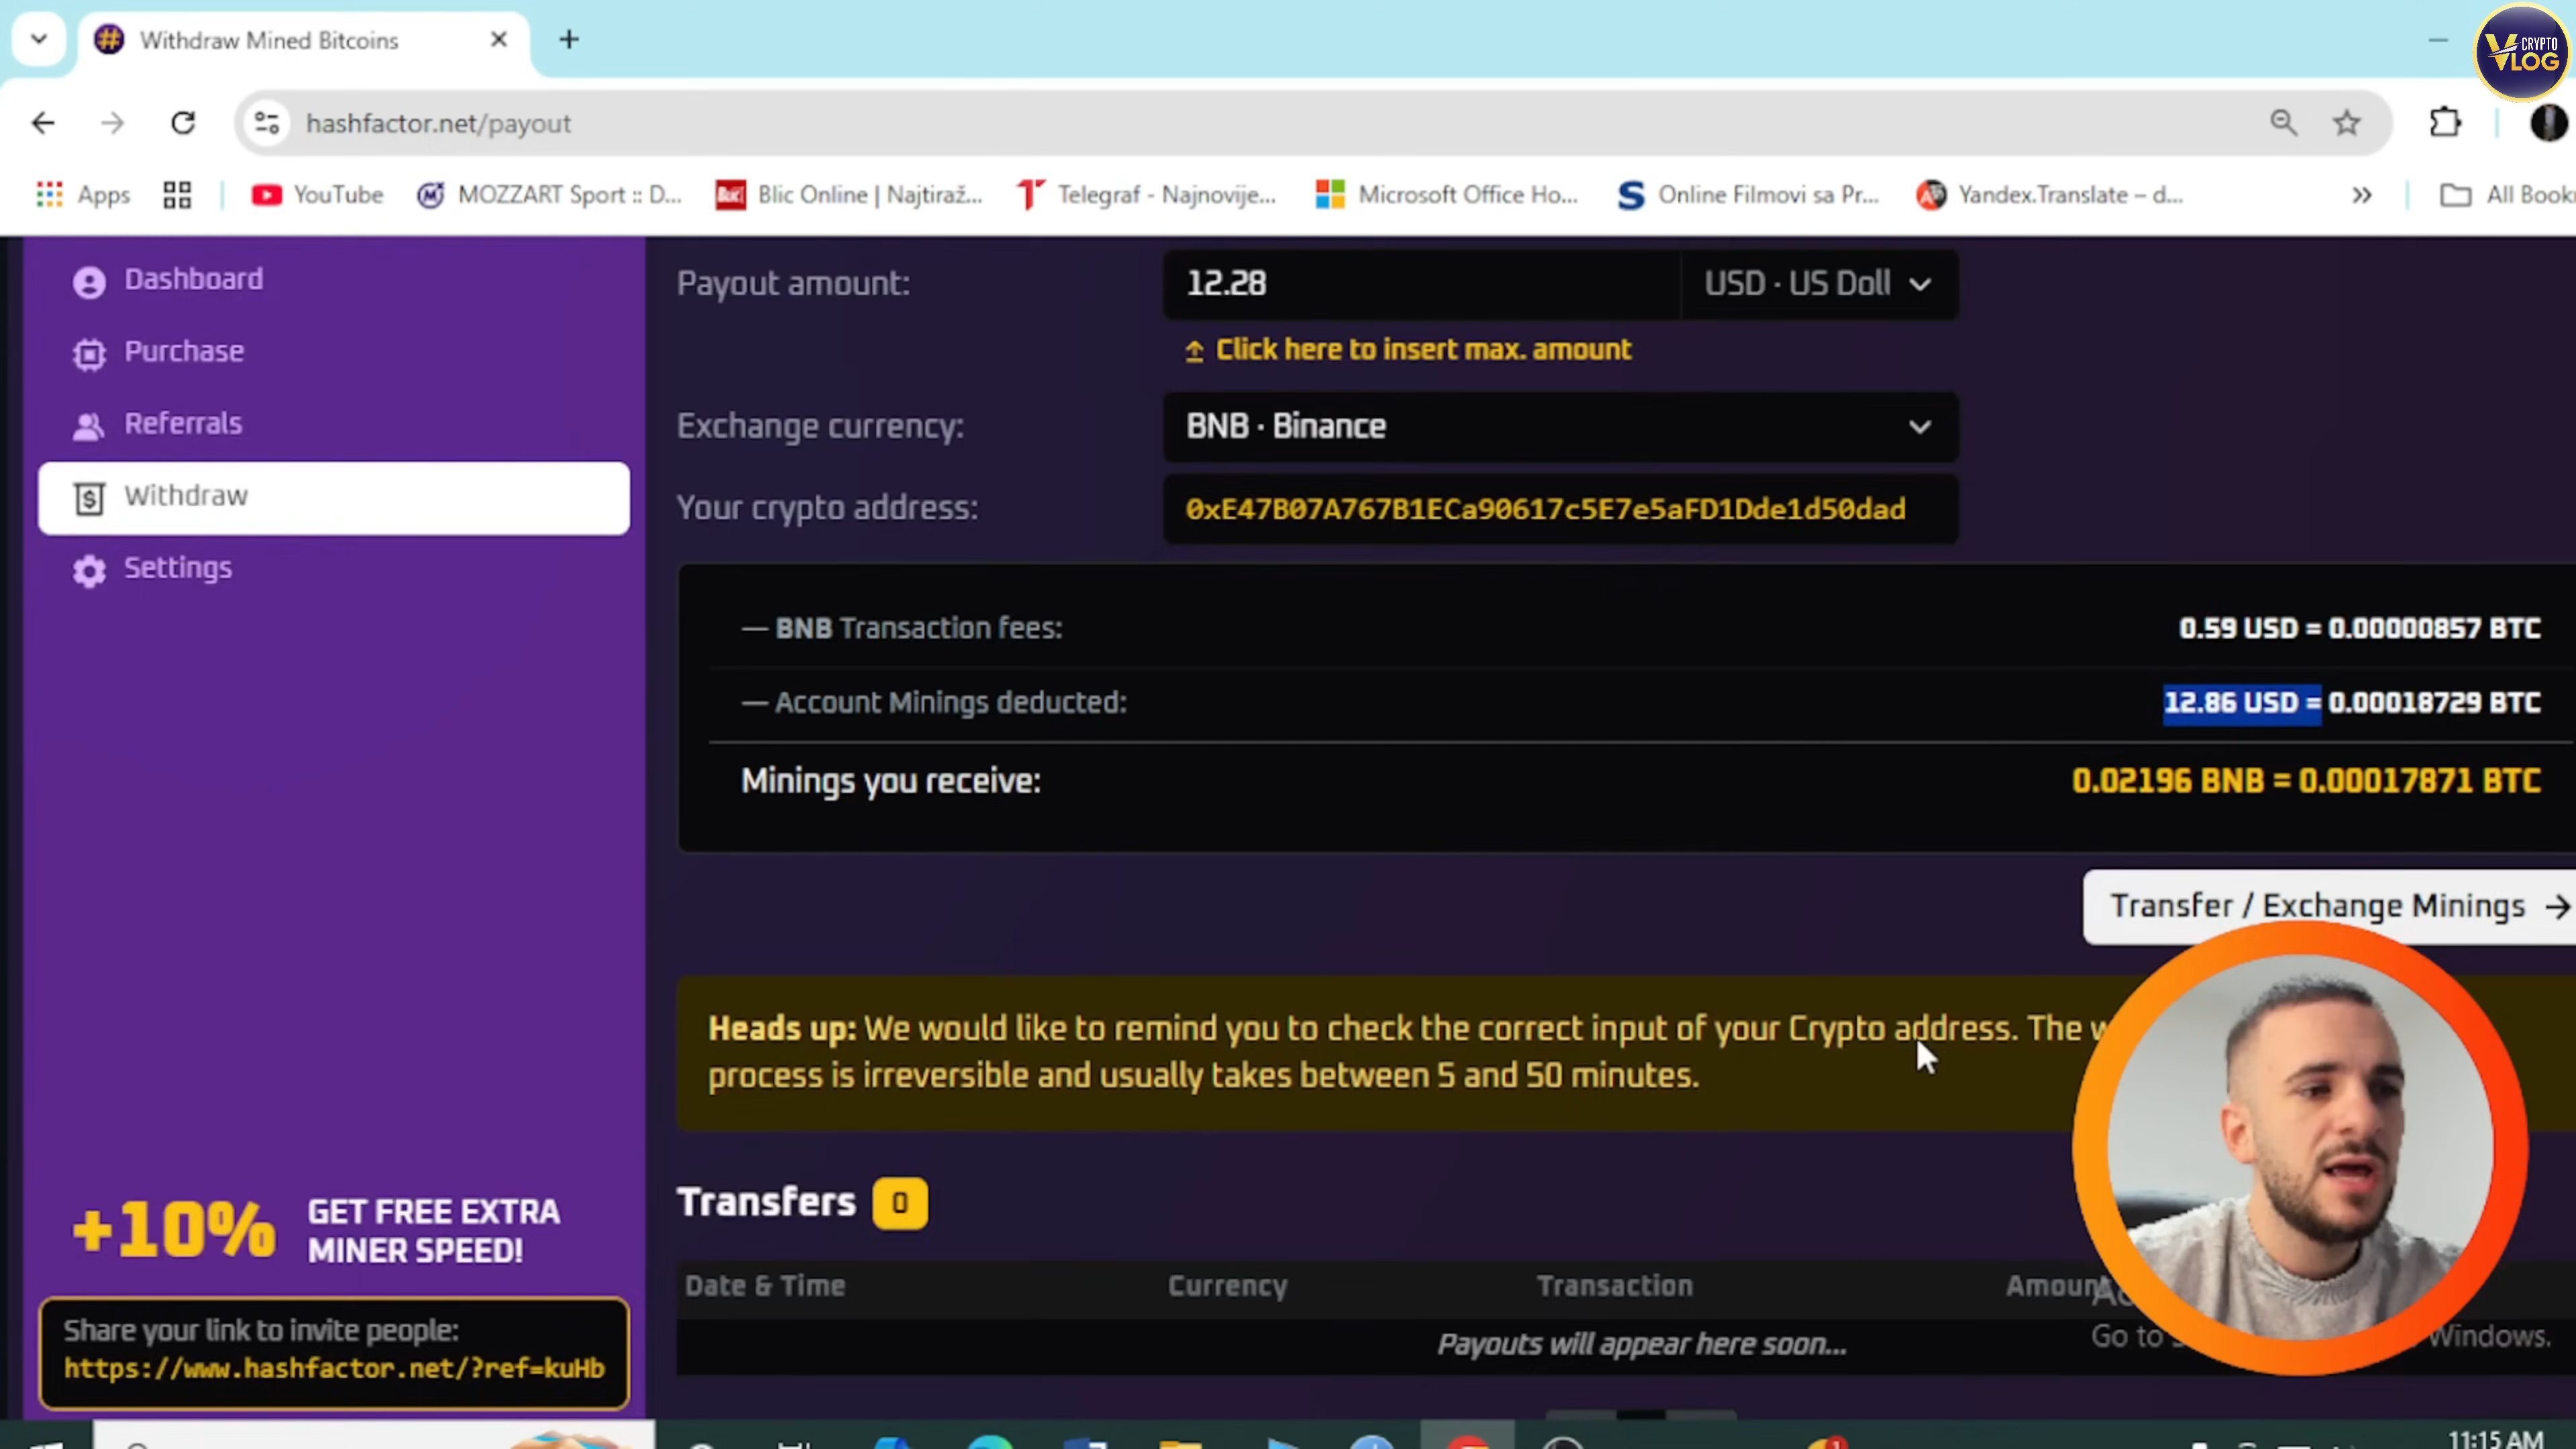 Withdraw Mined Bitcoins
CRYPTO
VLOG
hashfactor.net/payout
Apps
YouTube
MOZZART Sport :: D...
Blic Online | Najtiraž...
Telegraf - Najnovije...
Microsoft Office Ho...
Online Filmovi sa Pr...
Yandex.Translate – d...
All
Dashboard
Purchase
Referrals
Withdraw
Settings
Payout amount:
12.28
USD · US Doll
Click here to insert max. amount
Exchange currency:
BNB · Binance
Your crypto address:
0xE47B07A767B1ECa90617c5E7e5aFD1Dde1d50dad
— BNB Transaction fees:
0.59 USD = 0.00000857 BTC
— Account Minings deducted:
12.86 USD = 0.00018729 BTC
Minings you receive:
0.02196 BNB = 0.00017871 BTC
Transfer / Exchange Minings →
Heads up: We would like to remind you to check the correct input of your Crypto address. The
process is irreversible and usually takes between 5 and 50 minutes.
Transfers 0
Date & Time
Currency
Transaction
Amount
Payouts will appear here soon...
Go to
Windows.
+10%
GET FREE EXTRA
MINER SPEED!
Share your link to invite people:
https://www.hashfactor.net/?ref=kuHb
11:15 AM